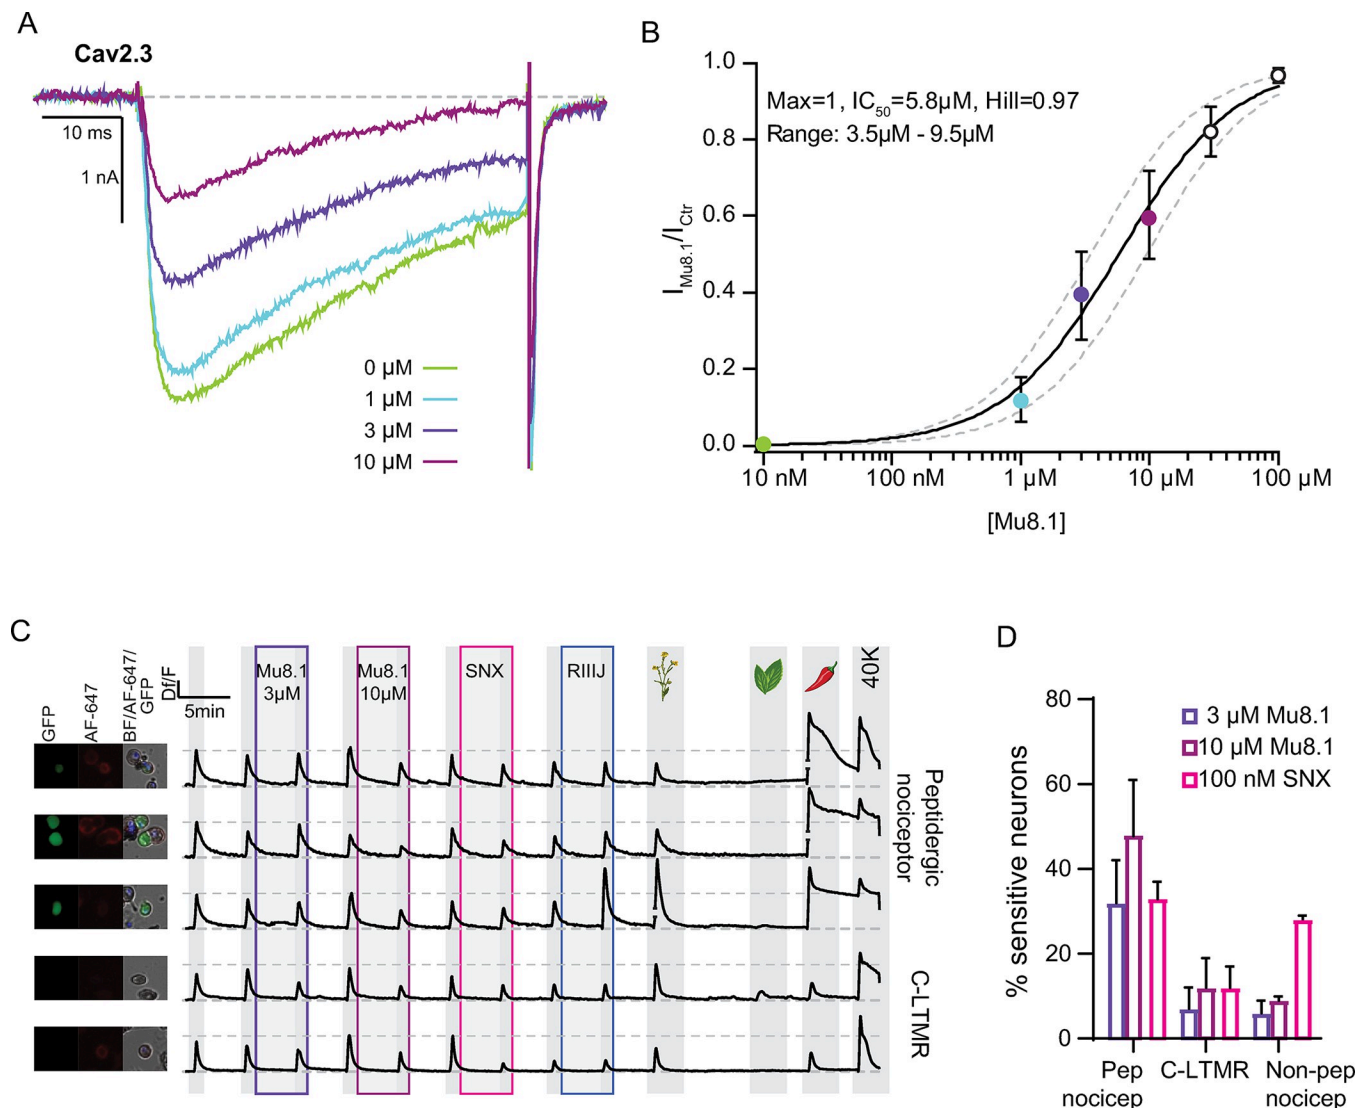 A
Cav2.3
10 ms
1 nA
0 µM
1 µM
3 µM
10 µM
B
1.0
0.8
0.6
0.4
0.2
0.0
I_Mu8.1/I_Ctr
Max=1, IC50=5.8µM, Hill=0.97
Range: 3.5µM - 9.5µM
10 nM 100 nM 1 µM 10 µM 100 µM
[Mu8.1]
C
GFP
AF-647
BF/AF-647/
GFP
Df/F
5min
Mu8.1
3µM
Mu8.1
10µM
SNX
RIIIJ
40K
Peptidergic
nociceptor
C-LTMR
D
80
60
40
20
0
% sensitive neurons
3 µM Mu8.1
10 µM Mu8.1
100 nM SNX
Pep
nocicep
C-LTMR
Non-pep
nocicep